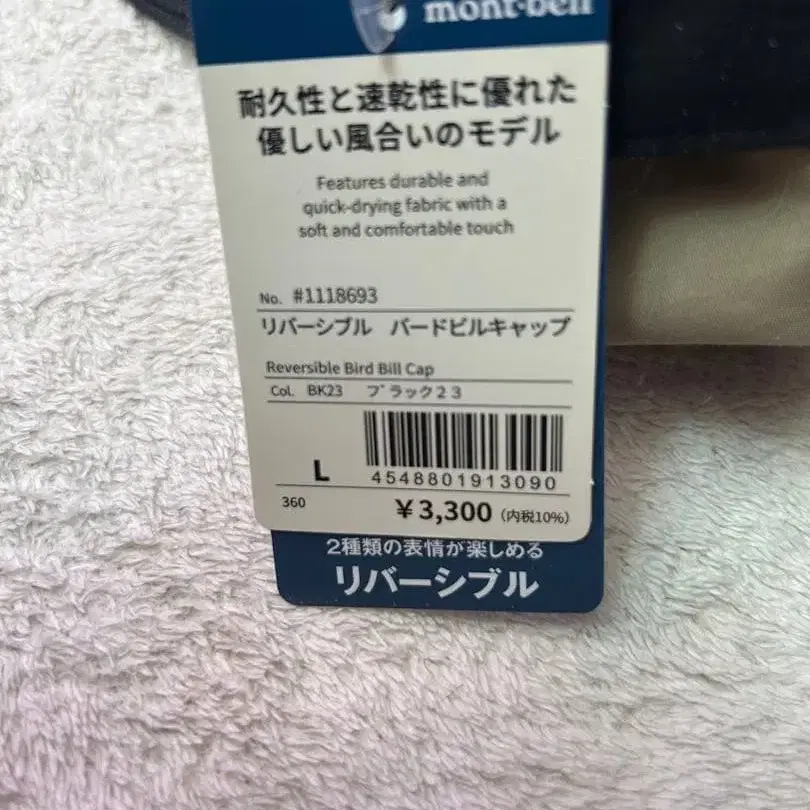 mont-bell
耐久性と速乾性に優れた
優しい風合いのモデル
Features durable and
quick-drying fabric with a
soft and comfortable touch
No. #1118693
リバーシブル バードビルキャップ
Reversible Bird Bill Cap
Col. BK23 ブラック23
L
4548801913090
360 ¥3,300 (内税10%)
2種類の表情が楽しめる
リバーシブル